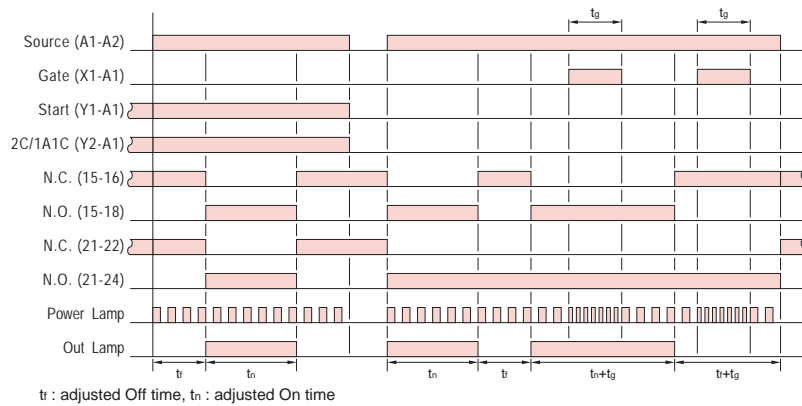 tg tg
Source (A1-A2)
Gate (X1-A1)
Start (Y1-A1)
2C/1A1C (Y2-A1)
N.C. (15-16)
N.O. (15-18)
N.C. (21-22)
N.O. (21-24)
Power Lamp
Out Lamp
tf tn tn tf tn+tg tf+tg
tf : adjusted Off time, tn : adjusted On time